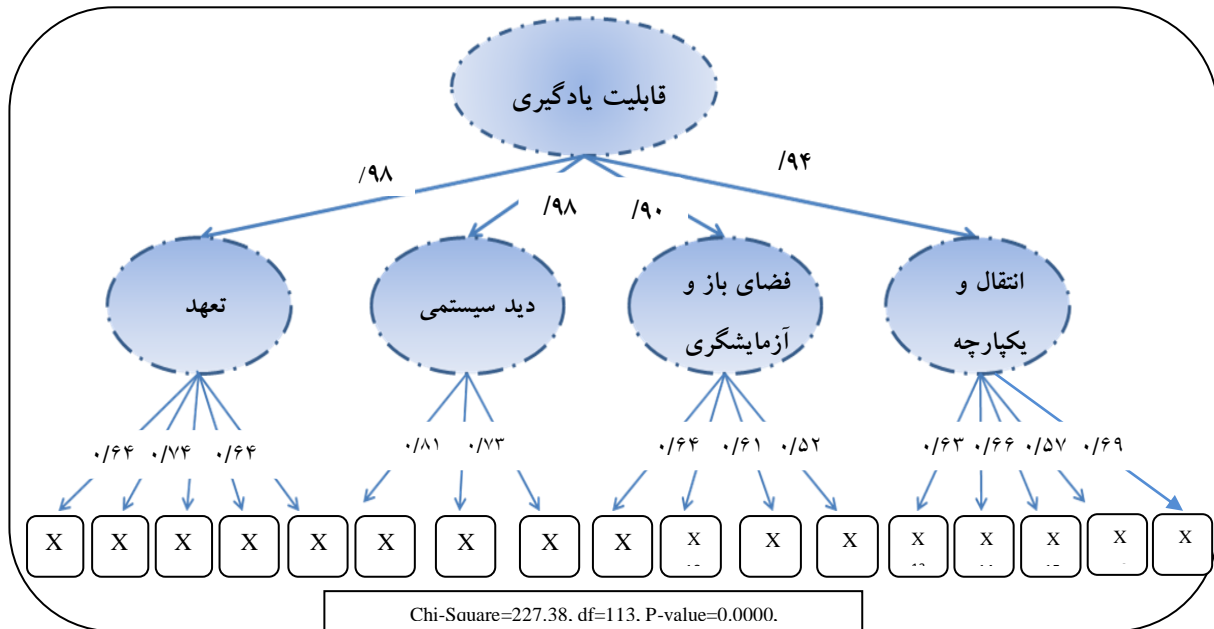 قابلیت یادگیری
/۹۸
/۹۸
/۹۰
/۹۴
تعهد
دید سیستمی
فضای باز و
آزمایشگری
انتقال و
یکپارچه
۰/۶۴ ۰/۷۴ ۰/۶۴
۰/۸۱ ۰/۷۳
۰/۶۴ ۰/۶۱ ۰/۵۲
۰/۶۳ ۰/۶۶ ۰/۵۷ ۰/۶۹
X X X X X X X X X X X X X X X X X
Chi-Square=227.38, df=113, P-value=0.0000,